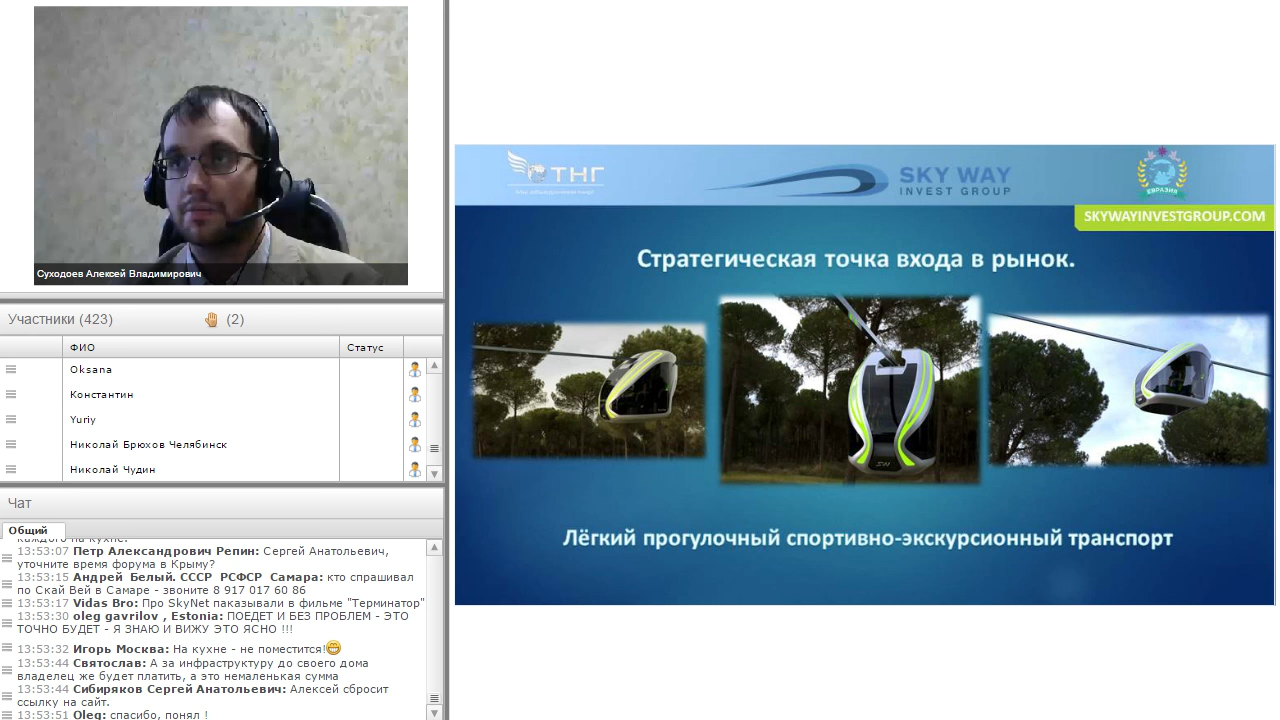 Суходоев Алексей Владимирович
Участники (423)
(2)
ФИО
Статус
Oksana
Константин
Yuriy
Николай Брюхов Челябинск
Николай Чудин
Чат
Общий
каждого на кухне.
13:53:07 Петр Александрович Репин: Сергей Анатольевич,
уточните время форума в Крыму?
13:53:15 Андрей Белый. СССР РСФСР Самара: кто спрашивал
по Скай Вей в Самаре - звоните 8 917 017 60 86
13:53:17 Vidas Bro: Про SkyNet паказывали в фильме "Терминатор"
13:53:30 oleg gavrilov , Estonia: ПОЕДЕТ И БЕЗ ПРОБЛЕМ - ЭТО
ТОЧНО БУДЕТ - Я ЗНАЮ И ВИЖУ ЭТО ЯСНО !!!
13:53:32 Игорь Москва: На кухне - не поместится!
13:53:44 Святослав: А за инфраструктуру до своего дома
владелец же будет платить, а это немаленькая сумма
13:53:44 Сибиряков Сергей Анатольевич: Алексей сбросит
ссылку на сайт.
13:53:51 Oleg: спасибо, понял !
ТНГ
SKY WAY
INVEST GROUP
ЕВРАЗИЯ
SKYWAYINVESTGROUP.COM
Стратегическая точка входа в рынок.
Лёгкий прогулочный спортивно-экскурсионный транспорт